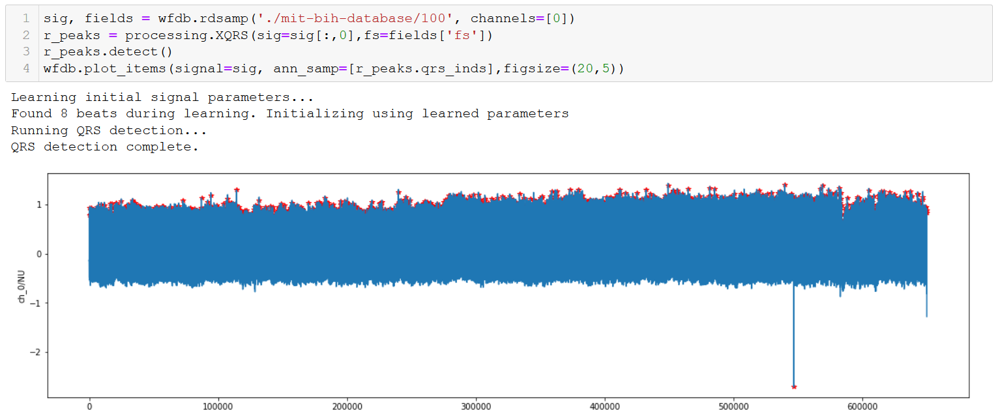 1 sig, fields = wfdb.rdsamp('./mit-bih-database/100', channels=[0])
2 r_peaks = processing.XQRS(sig=sig[:,0],fs=fields['fs'])
3 r_peaks.detect()
4 wfdb.plot_items(signal=sig, ann_samp=[r_peaks.qrs_inds],figsize=(20,5))
Learning initial signal parameters...
Found 8 beats during learning. Initializing using learned parameters
Running QRS detection...
QRS detection complete.
1
0
−1
−2
ch_0/NU
0 100000 200000 300000 400000 500000 600000